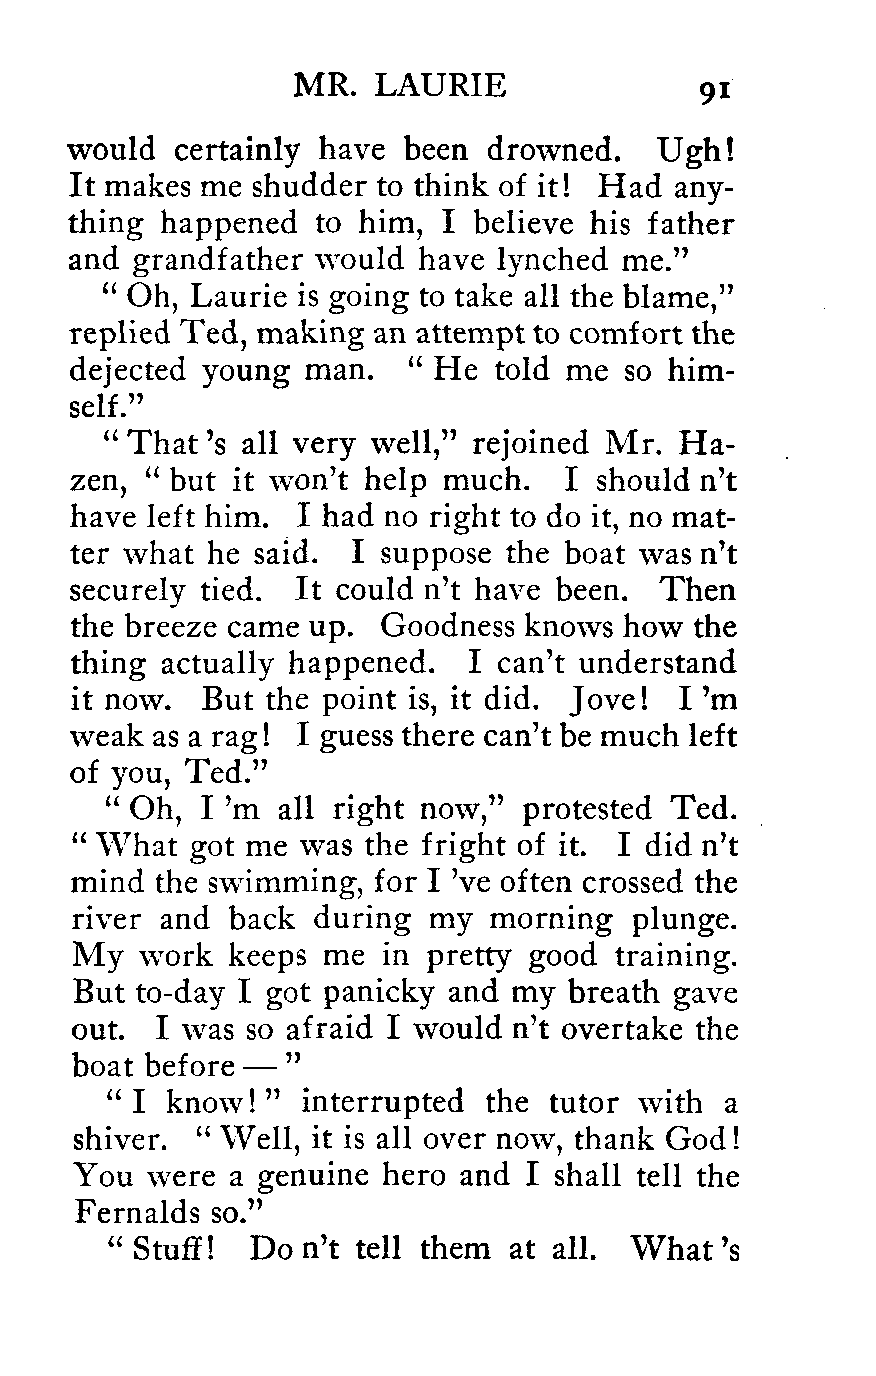 MR. LAURIE 91
would certainly have been drowned. Ugh!
It makes me shudder to think of it! Had any-
thing happened to him, I believe his father
and grandfather would have lynched me.”
“ Oh, Laurie is going to take all the blame,”
replied Ted, making an attempt to comfort the
dejected young man. “ He told me so him-
self.”
“ That 's all very well,” rejoined Mr. Ha-
zen, “ but it won't help much. I should n't
have left him. I had no right to do it, no mat-
ter what he said. I suppose the boat was n't
securely tied. It could n't have been. Then
the breeze came up. Goodness knows how the
thing actually happened. I can't understand
it now. But the point is, it did. Jove! I 'm
weak as a rag! I guess there can't be much left
of you, Ted.”
“ Oh, I 'm all right now,” protested Ted.
“ What got me was the fright of it. I did n't
mind the swimming, for I 've often crossed the
river and back during my morning plunge.
My work keeps me in pretty good training.
But to-day I got panicky and my breath gave
out. I was so afraid I would n't overtake the
boat before — ”
“ I know! ” interrupted the tutor with a
shiver. “ Well, it is all over now, thank God!
You were a genuine hero and I shall tell the
Fernalds so.”
“ Stuff! Do n't tell them at all. What 's